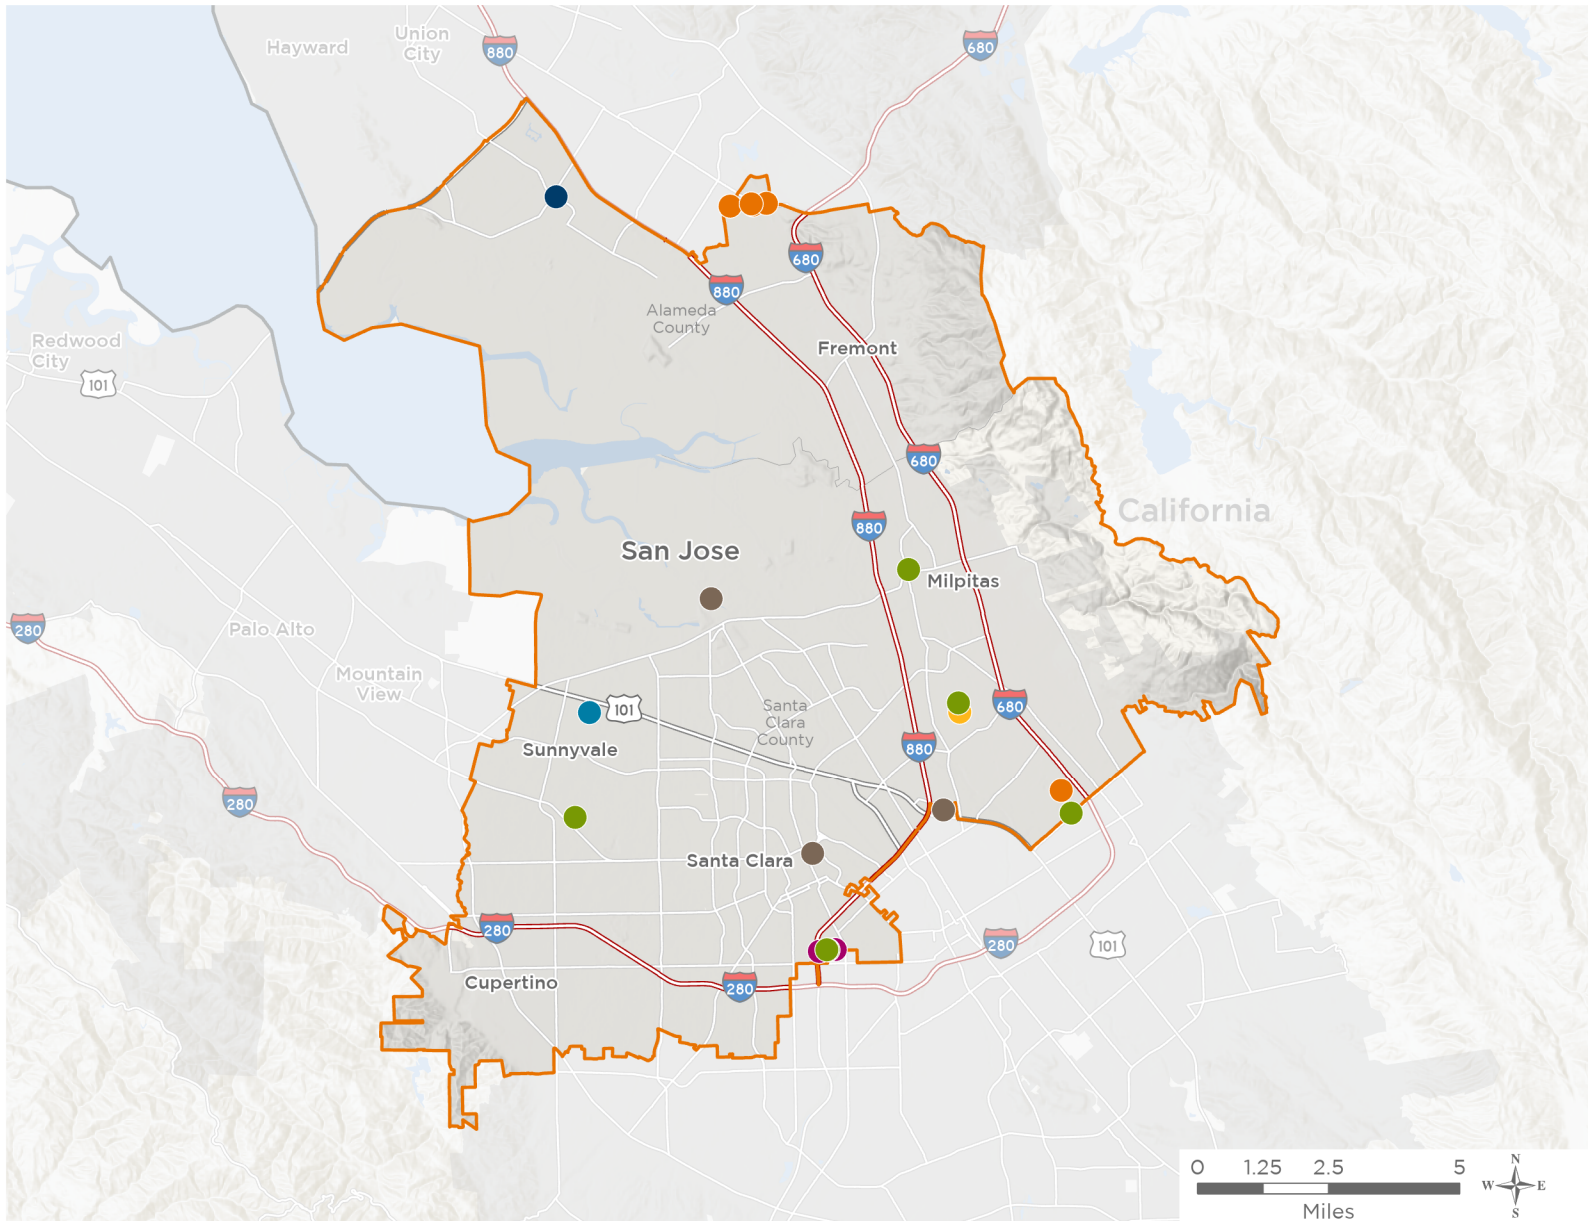 Hayward
Union
City
880
680
680
880
Alameda
County
Redwood
City
Fremont
101
680
California
880
San Jose
Milpitas
280
Palo Alto
Mountain
View
680
101
Santa
Clara
County
Sunnyvale
880
280
Santa Clara
280
280
101
Cupertino
280
0 1.25 2.5 5
Miles
N
W E
S